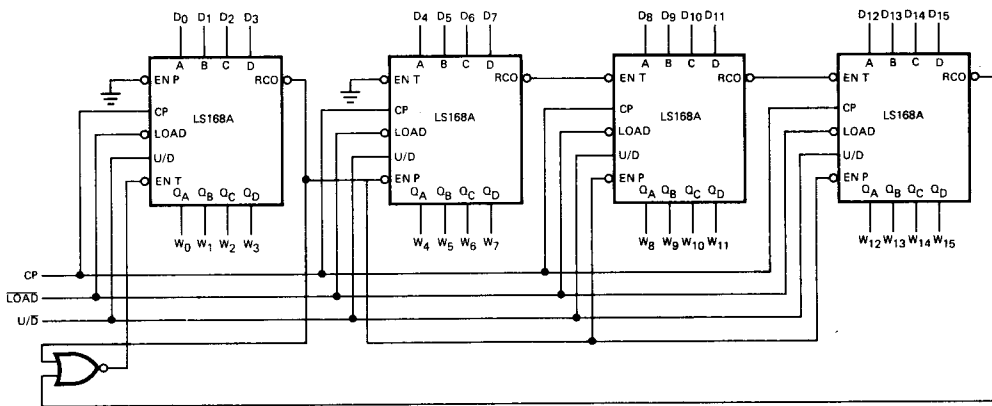 D0 D1 D2 D3
D4 D5 D6 D7
D8 D9 D10 D11
D12 D13 D14 D15
A B C D
EN P
RCO
CP
LS168A
LOAD
U/D
EN T
QA QB QC QD
W0 W1 W2 W3
A B C D
EN T
RCO
CP
LS168A
LOAD
U/D
EN P
QA QB QC QD
W4 W5 W6 W7
A B C D
EN T
RCO
CP
LS168A
LOAD
U/D
EN P
QA QB QC QD
W8 W9 W10 W11
A B C D
EN T
RCO
CP
LS168A
LOAD
U/D
EN P
QA QB QC QD
W12 W13 W14 W15
CP
L̅O̅A̅D̅
U/D̅